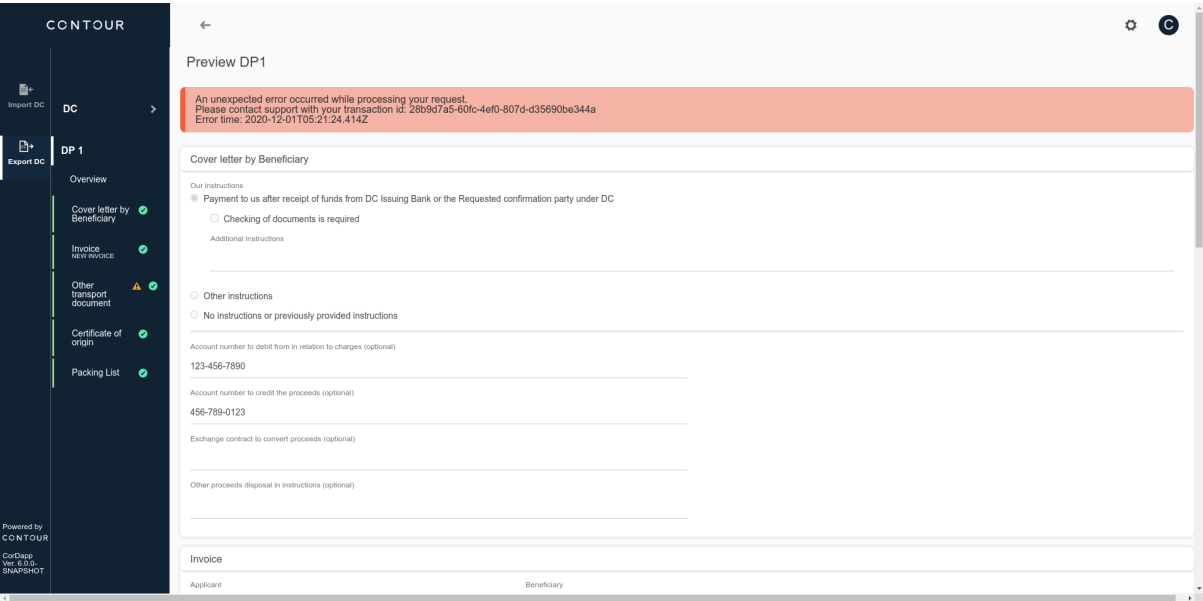 CONTOUR
Preview DP1
Import DC
DC
An unexpected error occurred while processing your request.
Please contact support with your transaction id: 28b9d7a5-60fc-4ef0-807d-d35690be344a
Error time: 2020-12-01T05:21:24.414Z
Export DC
DP 1
Overview
Cover letter by
Beneficiary
Invoice
NEW INVOICE
Other
transport
document
Certificate of
origin
Packing List
Powered by
CONTOUR
CorDapp
Ver. 6.0.0-
SNAPSHOT
C
Cover letter by Beneficiary
Our instructions
Payment to us after receipt of funds from DC Issuing Bank or the Requested confirmation party under DC
Checking of documents is required
Additional instructions
Other instructions
No instructions or previously provided instructions
Account number to debit from in relation to charges (optional)
123-456-7890
Account number to credit the proceeds (optional)
456-789-0123
Exchange contract to convert proceeds (optional)
Other proceeds disposal in instructions (optional)
Invoice
Applicant
Beneficiary